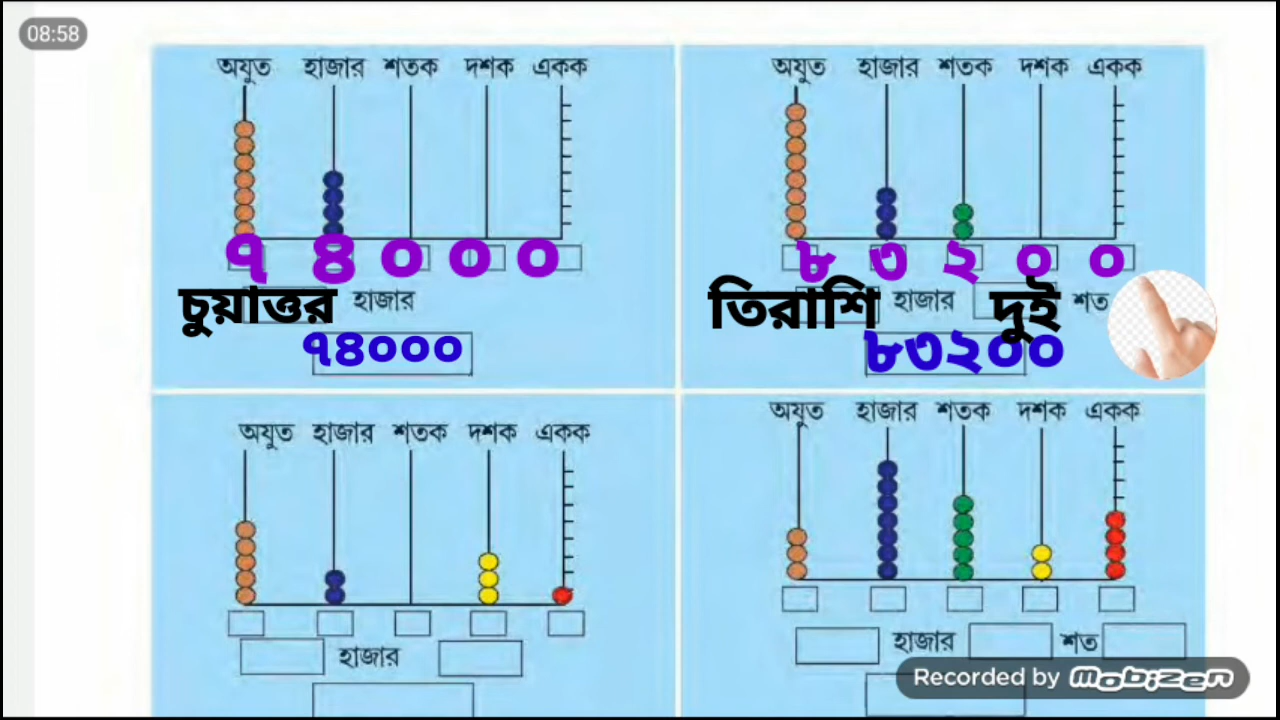 08:58
অযুত হাজার শতক দশক একক
৭ ৪ ০ ০ ০
চুয়াত্তর হাজার
৭৪০০০
অযুত হাজার শতক দশক একক
৮ ৩ ২ ০ ০
তিরাশি হাজার দুই শত
৮৩২০০
অযুত হাজার শতক দশক একক
হাজার
অযুত হাজার শতক দশক একক
হাজার শত
Recorded by mobizen